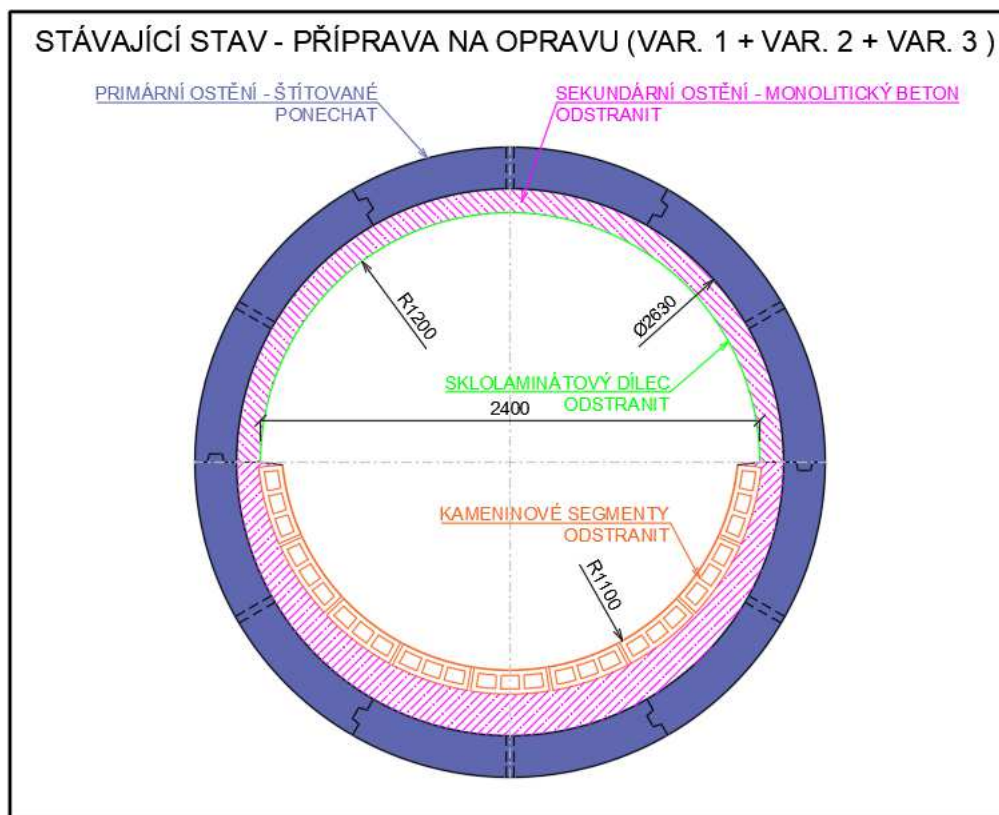 STÁVAJÍCÍ STAV - PŘÍPRAVA NA OPRAVU (VAR. 1 + VAR. 2 + VAR. 3 )
PRIMÁRNÍ OSTĚNÍ - ŠTÍTOVANÉ
PONECHAT
SEKUNDÁRNÍ OSTĚNÍ - MONOLITICKÝ BETON
ODSTRANIT
R1200
Ø2630
SKLOLAMINÁTOVÝ DÍLEC
ODSTRANIT
2400
KAMENINOVÉ SEGMENTY
ODSTRANIT
R1100